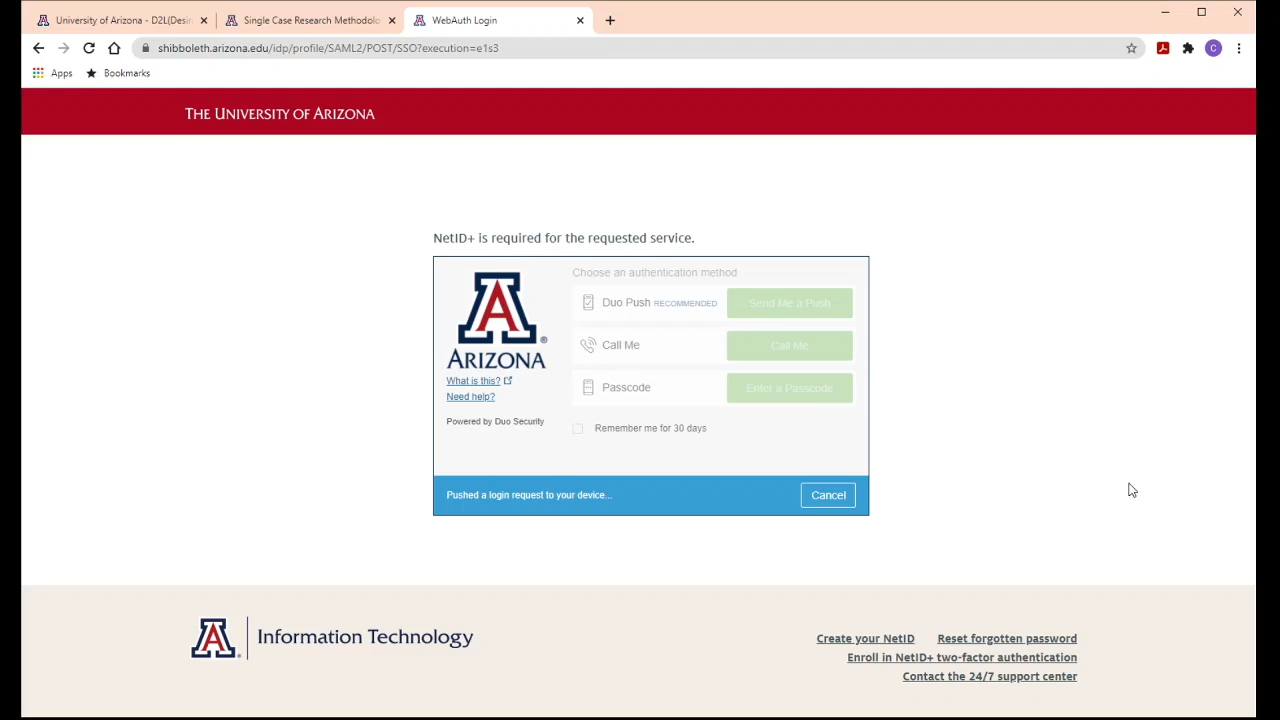 University of Arizona - D2L(Desir
Single Case Research Methodolo
WebAuth Login
shibboleth.arizona.edu/idp/profile/SAML2/POST/SSO?execution=e1s3
C
Apps
Bookmarks
THE UNIVERSITY OF ARIZONA
NetID+ is required for the requested service.
ARIZONA
What is this?
Need help?
Powered by Duo Security
Choose an authentication method
Duo Push RECOMMENDED
Send Me a Push
Call Me
Call Me
Passcode
Enter a Passcode
Remember me for 30 days
Pushed a login request to your device...
Cancel
Information Technology
Create your NetID
Reset forgotten password
Enroll in NetID+ two-factor authentication
Contact the 24/7 support center